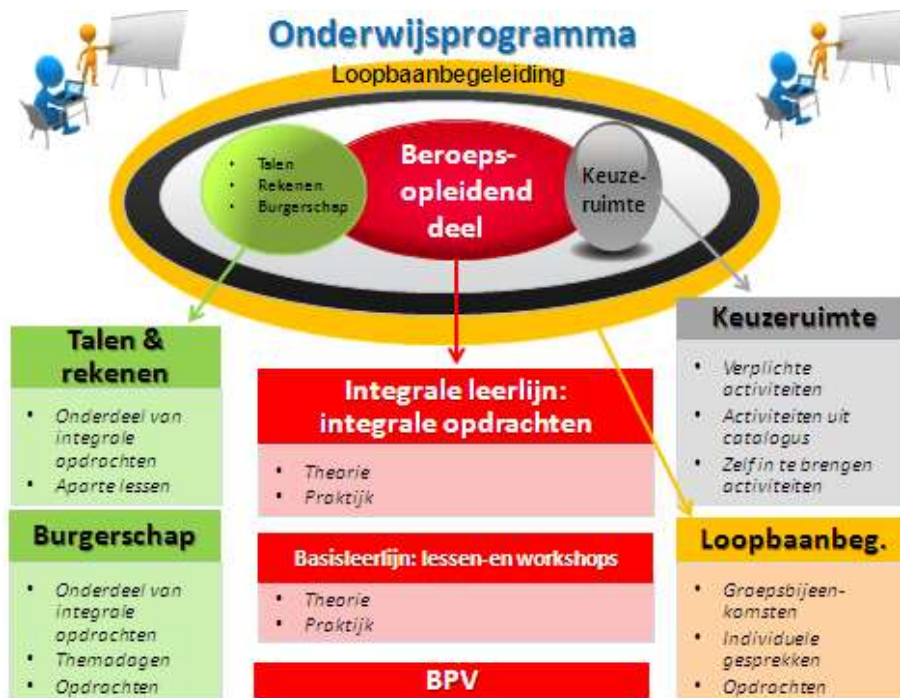 Onderwijsprogramma
Loopbaanbegeleiding
• Talen
• Rekenen
• Burgerschap
Beroeps-
opleidend
deel
Keuze-
ruimte
Talen &
rekenen
• Onderdeel van
integrale
opdrachten
• Aparte lessen
Burgerschap
• Onderdeel van
integrale
opdrachten
• Themadagen
• Opdrachten
Integrale leerlijn:
integrale opdrachten
• Theorie
• Praktijk
Basisleerlijn: lessen-en workshops
• Theorie
• Praktijk
BPV
Keuzeruimte
• Verplichte
activiteiten
• Activiteiten uit
catalogus
• Zelf in te brengen
activiteiten
Loopbaanbeg.
• Groepsbijeen-
komsten
• Individuele
gesprekken
• Opdrachten